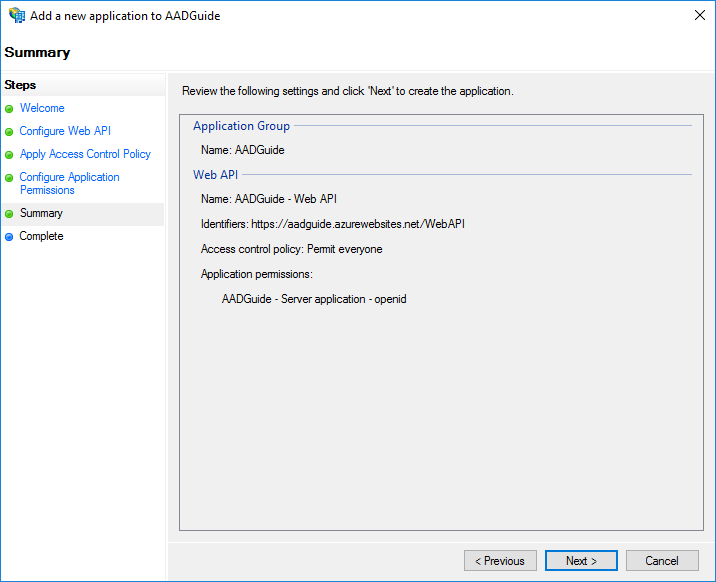 Add a new application to AADGuide
Summary
Steps
Welcome
Configure Web API
Apply Access Control Policy
Configure Application
Permissions
Summary
Complete
Review the following settings and click 'Next' to create the application.
Application Group
Name: AADGuide
Web API
Name: AADGuide - Web API
Identifiers: https://aadguide.azurewebsites.net/WebAPI
Access control policy: Permit everyone
Application permissions:
AADGuide - Server application - openid
< Previous
Next >
Cancel